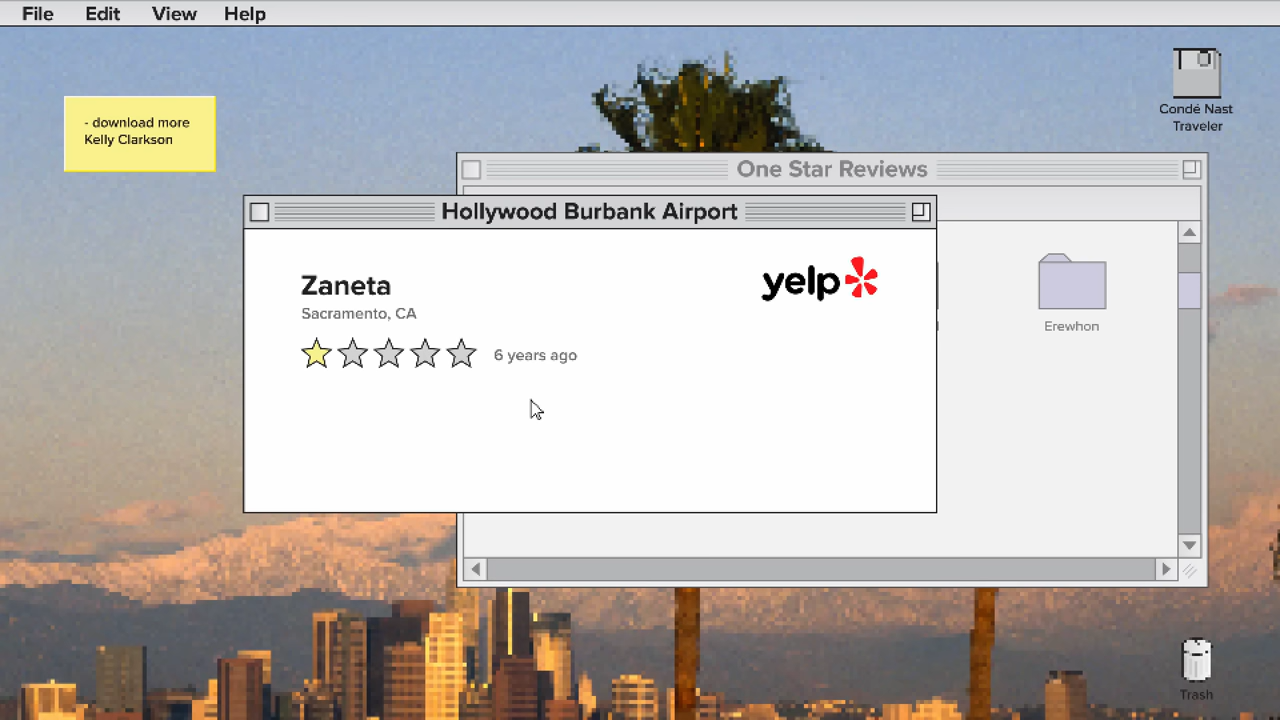 File Edit View Help
- download more
Kelly Clarkson
Condé Nast
Traveler
One Star Reviews
Hollywood Burbank Airport
Zaneta
yelp
Sacramento, CA
6 years ago
Erewhon
Trash